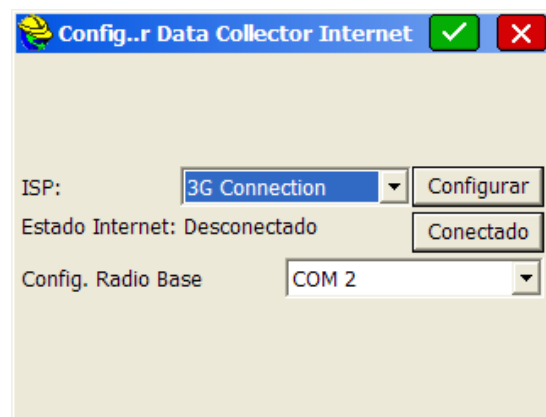 Config..r Data Collector Internet
ISP: 3G Connection Configurar
Estado Internet: Desconectado Conectado
Config. Radio Base COM 2